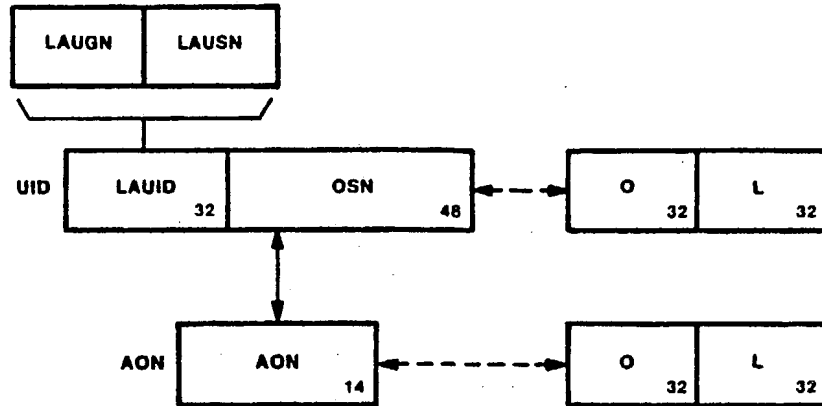 LAUGN LAUSN
UID LAUID 32 OSN 48 O 32 L 32
AON AON 14 O 32 L 32